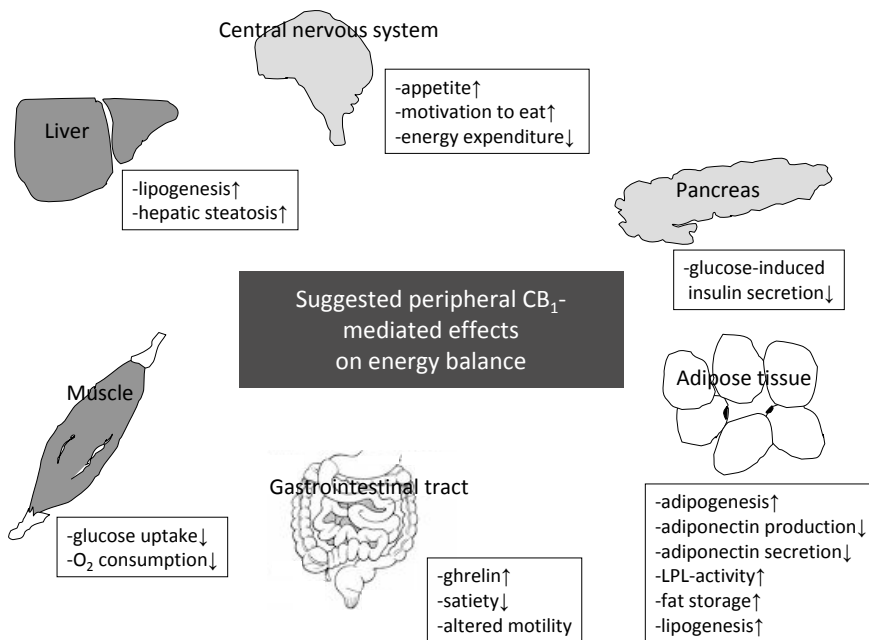 Central nervous system
-appetite↑
-motivation to eat↑
-energy expenditure↓
Liver
-lipogenesis↑
-hepatic steatosis↑
Pancreas
-glucose-induced
insulin secretion↓
Suggested peripheral CB₁-
mediated effects
on energy balance
Muscle
-glucose uptake↓
-O₂ consumption↓
Gastrointestinal tract
-ghrelin↑
-satiety↓
-altered motility
Adipose tissue
-adipogenesis↑
-adiponectin production↓
-adiponectin secretion↓
-LPL-activity↑
-fat storage↑
-lipogenesis↑